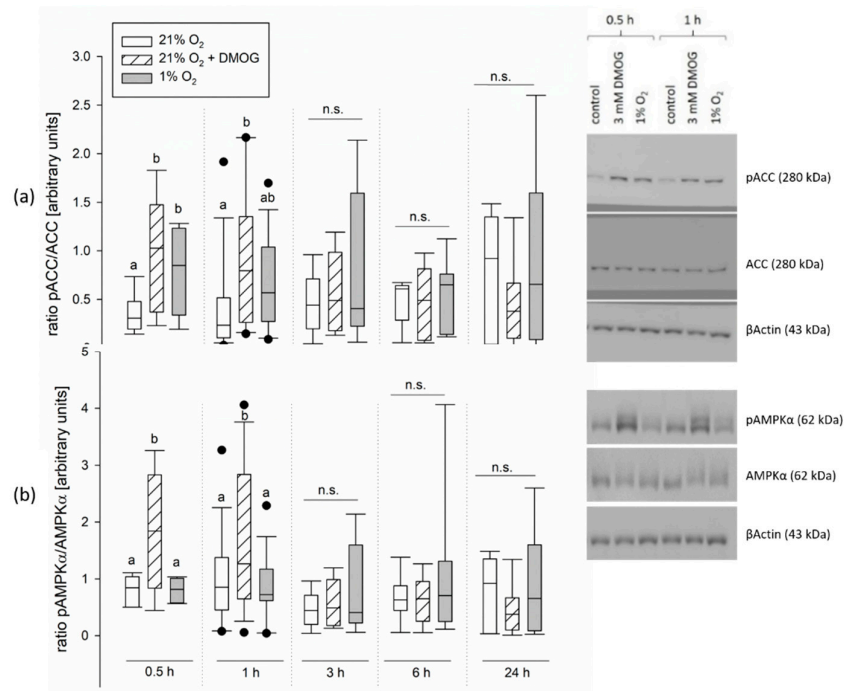 21% O₂
21% O₂ + DMOG
1% O₂
(a)
ratio pACC/ACC [arbitrary units]
3.0
2.5
2.0
1.5
1.0
0.5
a
b
b
a
b
ab
n.s.
n.s.
n.s.
0.5 h
1 h
control
3 mM DMOG
1% O₂
control
3 mM DMOG
1% O₂
pACC (280 kDa)
ACC (280 kDa)
βActin (43 kDa)
(b)
ratio pAMPKα/AMPKα [arbitrary units]
5
4
3
2
1
0
a
b
a
a
b
a
n.s.
n.s.
n.s.
0.5 h
1 h
3 h
6 h
24 h
pAMPKα (62 kDa)
AMPKα (62 kDa)
βActin (43 kDa)